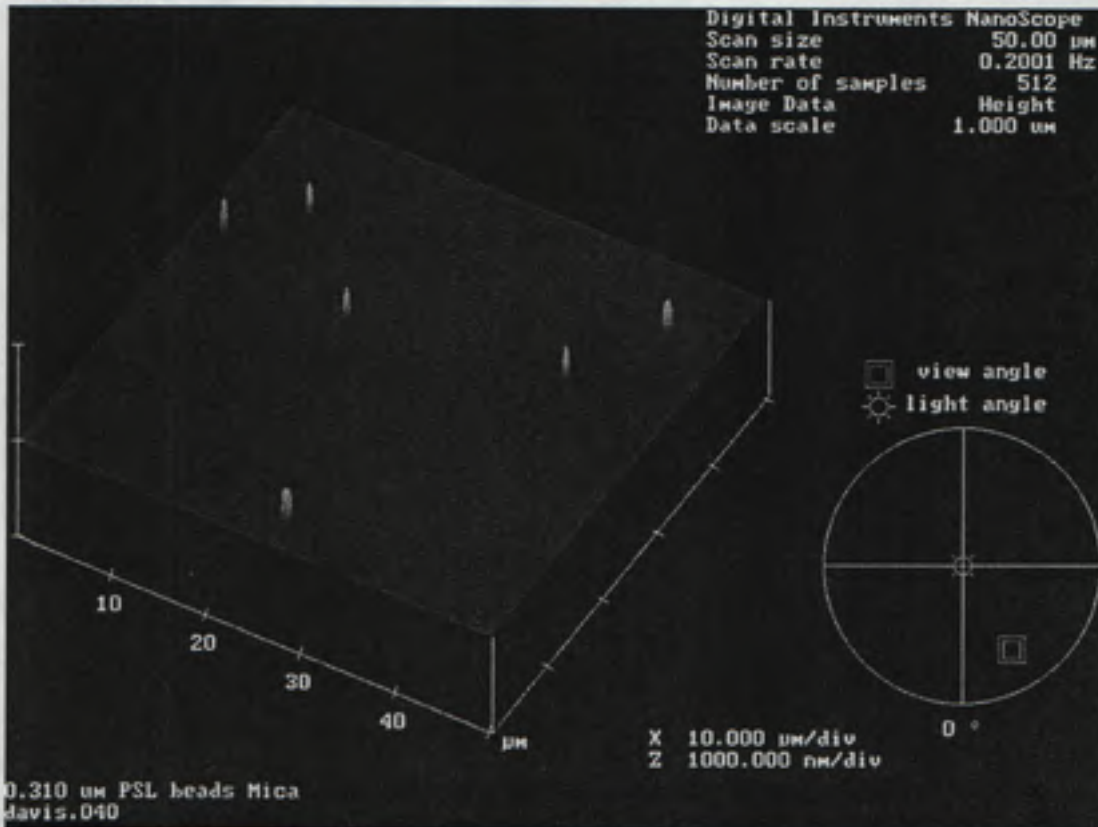 Digital Instruments NanoScope
Scan size 50.00 µm
Scan rate 0.2001 Hz
Number of samples 512
Image Data Height
Data scale 1.000 um
view angle
light angle
10
20
30
40
µm
0 °
X 10.000 µm/div
Z 1000.000 nm/div
0.310 um PSL beads Mica
davis.040